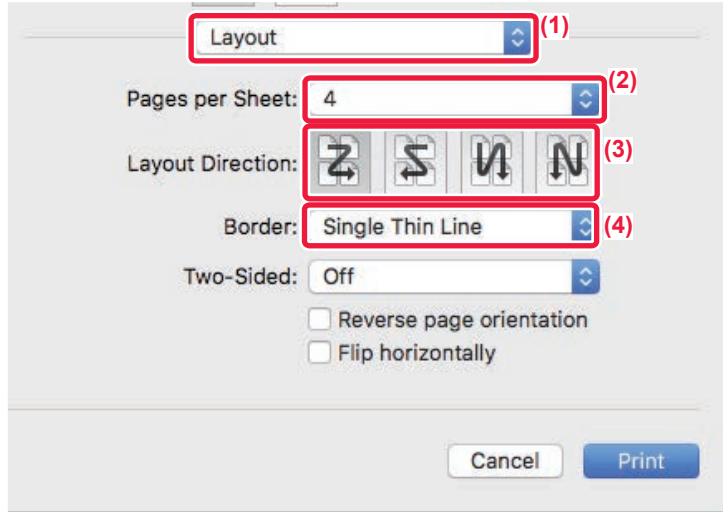 Layout (1)
Pages per Sheet: 4 (2)
Layout Direction: (3)
Border: Single Thin Line (4)
Two-Sided: Off
Reverse page orientation
Flip horizontally
Cancel Print